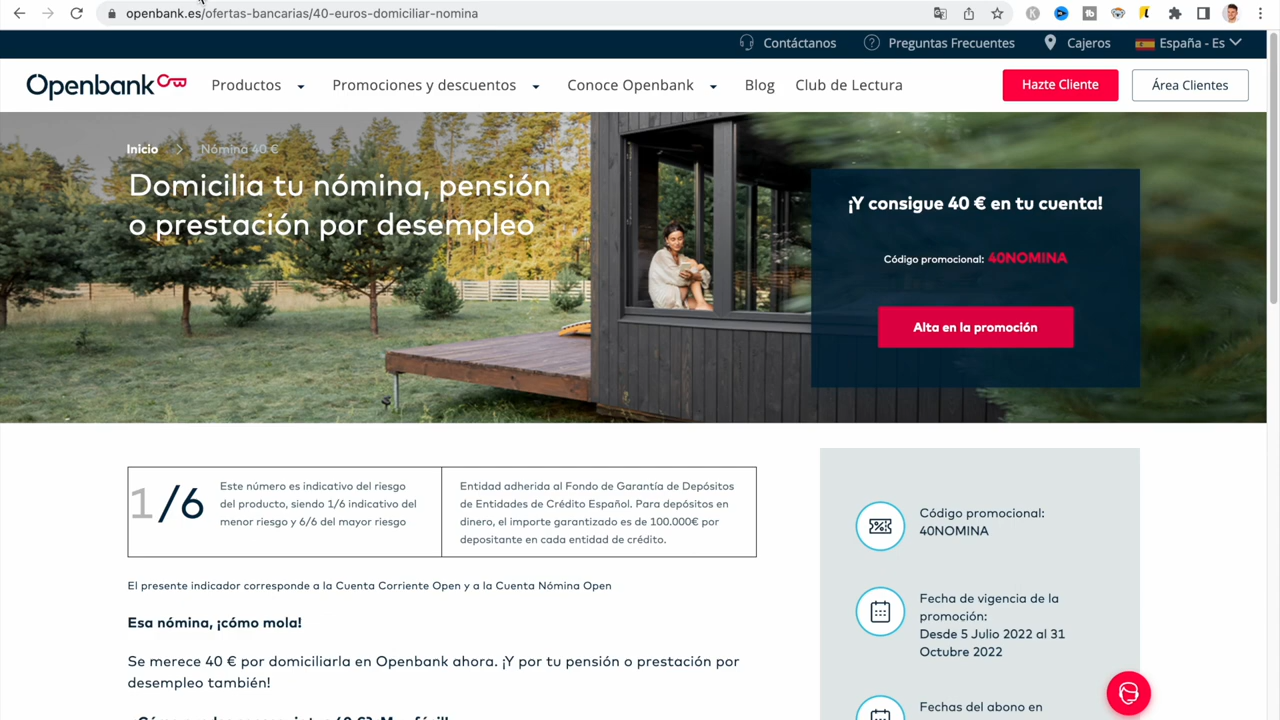 openbank.es/ofertas-bancarias/40-euros-domiciliar-nomina
Contáctanos
Preguntas Frecuentes
Cajeros
España - Es
Openbank
Productos
Promociones y descuentos
Conoce Openbank
Blog
Club de Lectura
Hazte Cliente
Área Clientes
Inicio
Nómina 40 €
Domicilia tu nómina, pensión
o prestación por desempleo
¡Y consigue 40 € en tu cuenta!
Código promocional: 40NOMINA
Alta en la promoción
1/6
Este número es indicativo del riesgo
del producto, siendo 1/6 indicativo del
menor riesgo y 6/6 del mayor riesgo
Entidad adherida al Fondo de Garantía de Depósitos
de Entidades de Crédito Español. Para depósitos en
dinero, el importe garantizado es de 100.000€ por
depositante en cada entidad de crédito.
El presente indicador corresponde a la Cuenta Corriente Open y a la Cuenta Nómina Open
Esa nómina, ¡cómo mola!
Se merece 40 € por domiciliarla en Openbank ahora. ¡Y por tu pensión o prestación por
desempleo también!
Código promocional:
40NOMINA
Fecha de vigencia de la
promoción:
Desde 5 Julio 2022 al 31
Octubre 2022
Fechas del abono en